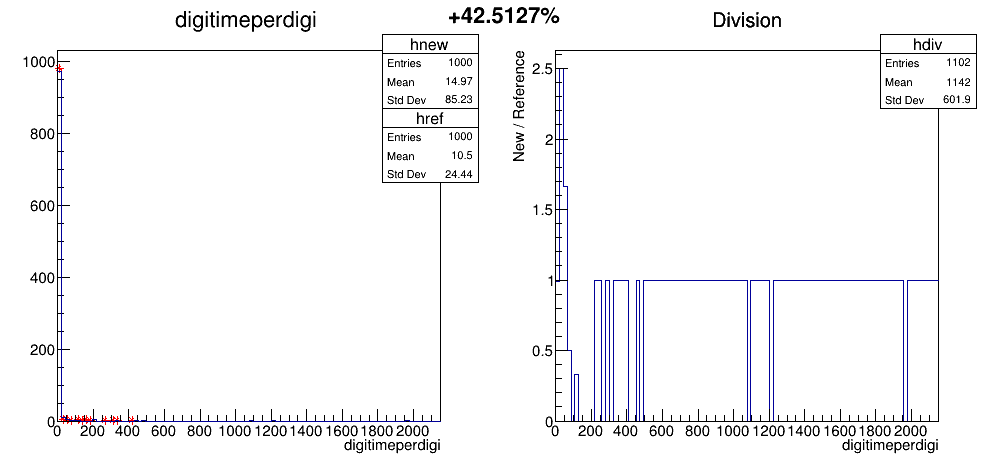 +42.5127%
digitimeperdigi
hnew
Entries 1000
Mean 14.97
Std Dev 85.23
href
Entries 1000
Mean 10.5
Std Dev 24.44
1000
800
600
400
200
0
0 200 400 600 800 1000 1200 1400 1600 1800 2000
digitimeperdigi
Division
hdiv
Entries 1102
Mean 1142
Std Dev 601.9
New / Reference
2.5
2
1.5
1
0.5
0
0 200 400 600 800 1000 1200 1400 1600 1800 2000
digitimeperdigi